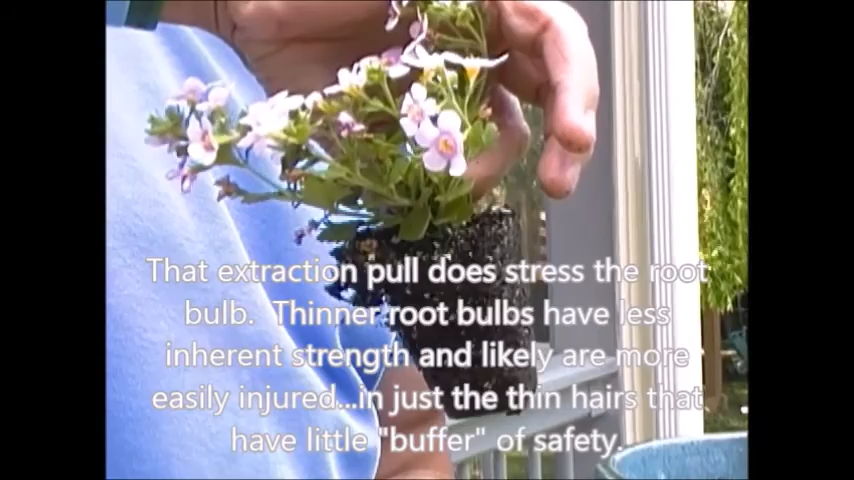 That extraction pull does stress the root
bulb.  Thinner root bulbs have less
inherent strength and likely are more
easily injured...in just the thin hairs that
have little "buffer" of safety.